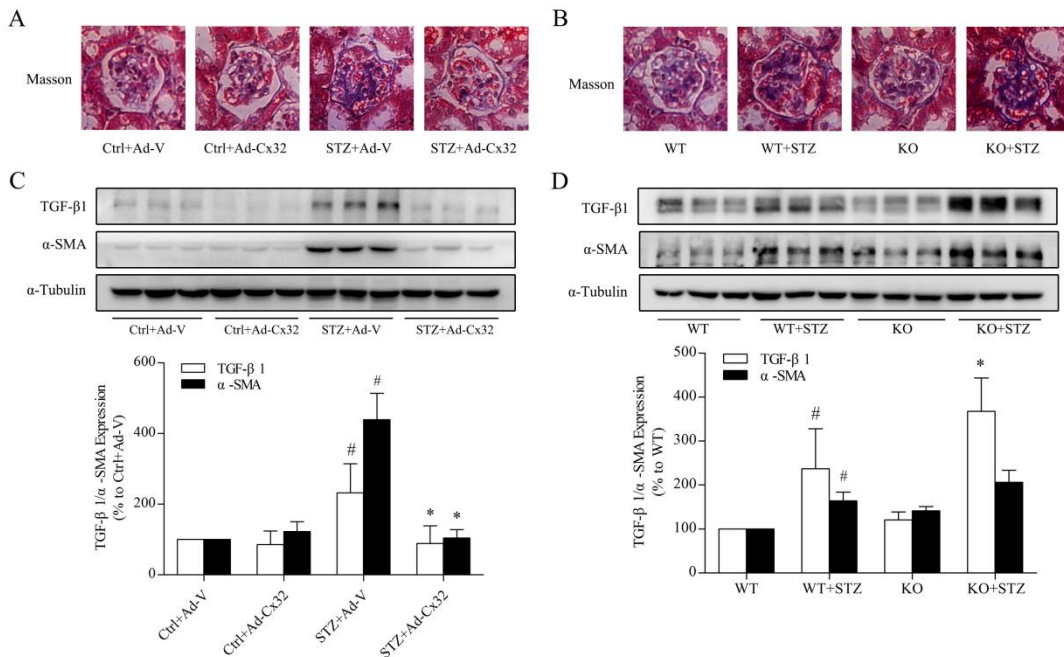 A
Masson
Ctrl+Ad-V
Ctrl+Ad-Cx32
STZ+Ad-V
STZ+Ad-Cx32
B
Masson
WT
WT+STZ
KO
KO+STZ
C
TGF-β1
α-SMA
α-Tubulin
Ctrl+Ad-V
Ctrl+Ad-Cx32
STZ+Ad-V
STZ+Ad-Cx32
TGF-β 1/α -SMA Expression
(% to Ctrl+Ad-V)
600
400
200
0
TGF-β 1
α -SMA
#
#
*
*
Ctrl+Ad-V
Ctrl+Ad-Cx32
STZ+Ad-V
STZ+Ad-Cx32
D
TGF-β1
α-SMA
α-Tubulin
WT
WT+STZ
KO
KO+STZ
TGF-β 1/α -SMA Expression
(% to WT)
500
400
300
200
100
0
TGF-β 1
α -SMA
#
#
*
WT
WT+STZ
KO
KO+STZ